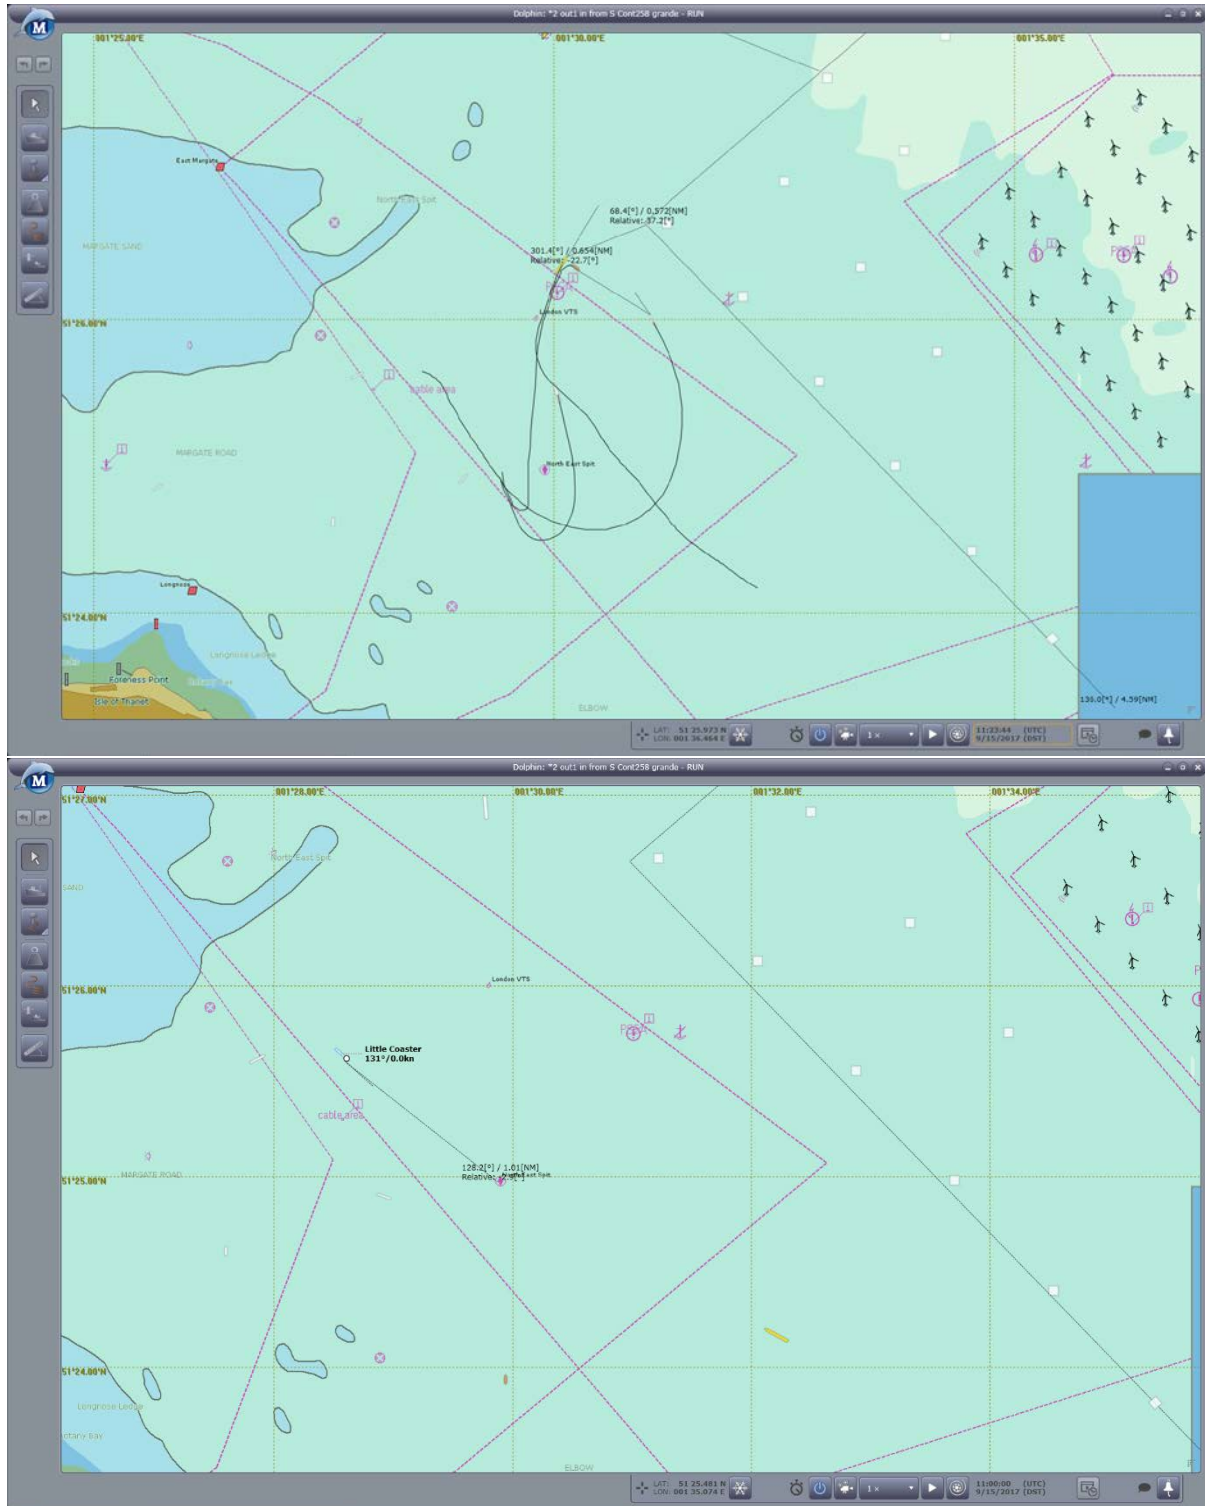 Dolphin: *2 out1 in from S Cont258 grande - RUN
M
001°25.00'E
001°30.00'E
001°35.00'E
East Margate
North East Spit
68.4[°] / 0.572[NM]
Relative: 37.2[°]
MARGATE SAND
301.4[°] / 0.654[NM]
Relative: -22.7[°]
London VTS
51°26.00'N
cable area
MARGATE ROAD
North East Spit
Longnose
51°24.00'N
Longnose Ledge
Foreness Point
Botany Bay
Isle of Thanet
ELBOW
136.0[°] / 4.59[NM]
LAT: 51 25.973 N
LON: 001 36.464 E
1 x
11:23:44 (UTC)
9/15/2017 (DST)
Dolphin: *2 out1 in from S Cont258 grande - RUN
M
51°27.00'N
001°28.00'E
001°30.00'E
001°32.00'E
001°34.00'E
North East Spit
SAND
London VTS
51°26.00'N
Little Coaster
131°/0.0kn
cable area
128.2[°] / 1.01[NM]
MARGATE ROAD
51°25.00'N
51°24.00'N
Longnose Ledge
otany Bay
ELBOW
LAT: 51 25.481 N
LON: 001 35.074 E
1 x
11:00:00 (UTC)
9/15/2017 (DST)